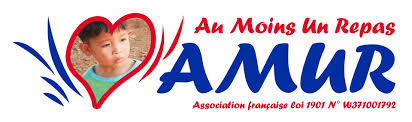 Au Moins Un Repas
AMUR
Association française loi 1901 N° W371001792